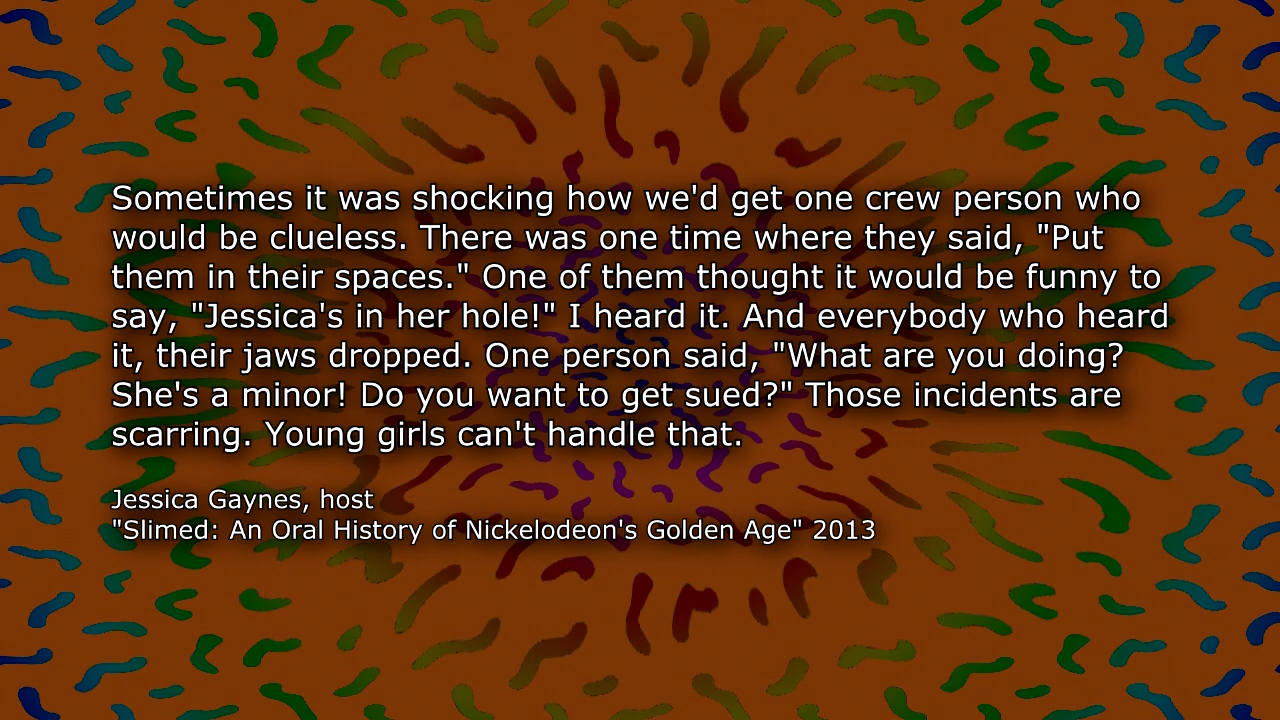 Sometimes it was shocking how we'd get one crew person who
would be clueless. There was one time where they said, "Put
them in their spaces." One of them thought it would be funny to
say, "Jessica's in her hole!" I heard it. And everybody who heard
it, their jaws dropped. One person said, "What are you doing?
She's a minor! Do you want to get sued?" Those incidents are
scarring. Young girls can't handle that.
Jessica Gaynes, host
"Slimed: An Oral History of Nickelodeon's Golden Age" 2013